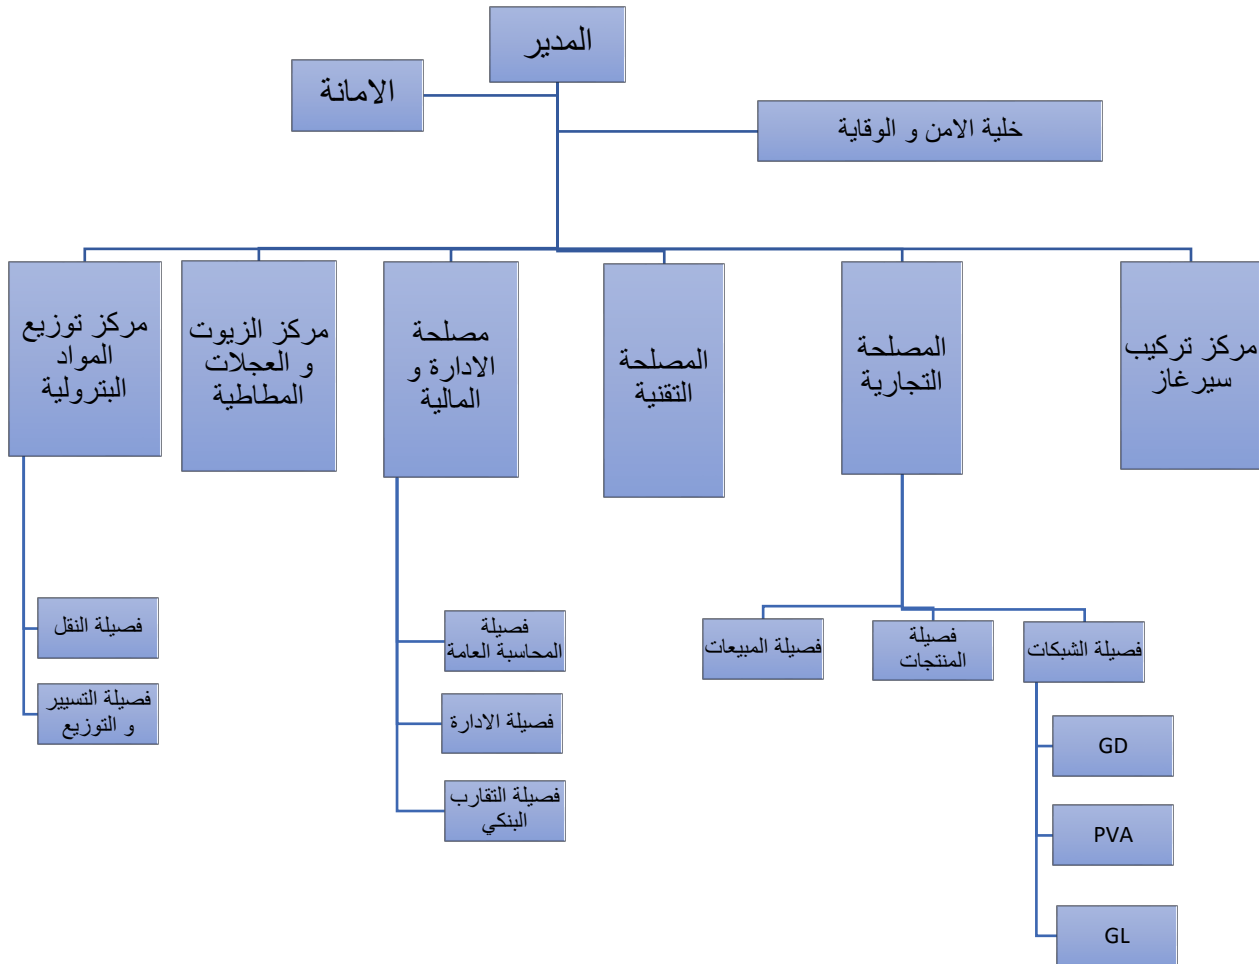 المدير
الامانة
خلية الامن و الوقاية
مركز تركيب
سيرغاز
المصلحة
التجارية
المصلحة
التقنية
مصلحة
الادارة و
المالية
مركز الزيوت
و العجلات
المطاطية
مركز توزيع
المواد
البترولية
فصيلة الشبكات
فصيلة
المنتجات
فصيلة المبيعات
فصيلة
المحاسبة العامة
فصيلة النقل
فصيلة الادارة
فصيلة التسيير
و التوزيع
فصيلة التقارب
البنكي
GD
PVA
GL